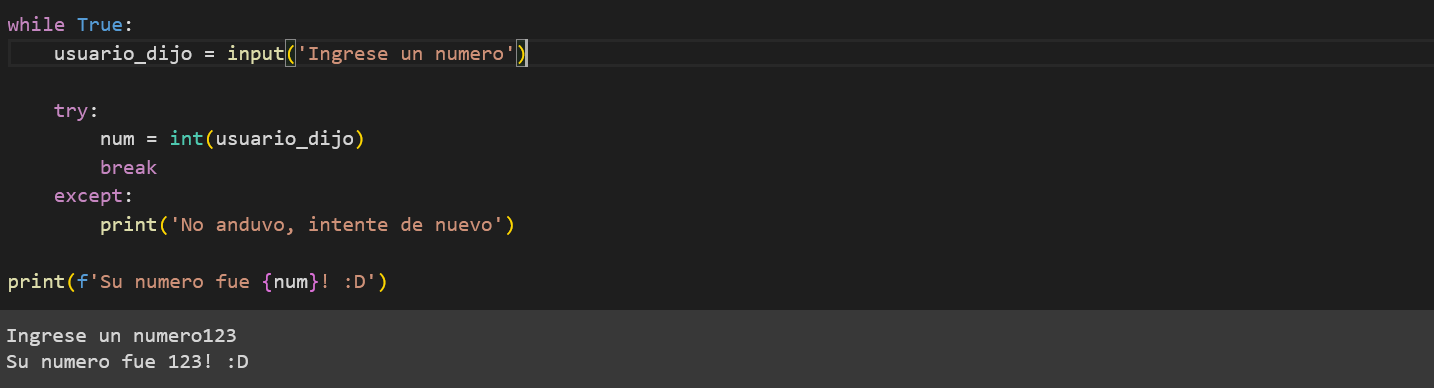 while True:
    usuario_dijo = input('Ingrese un numero')
    try:
        num = int(usuario_dijo)
        break
    except:
        print('No anduvo, intente de nuevo')
print(f'Su numero fue {num}! :D')
Ingrese un numero123
Su numero fue 123! :D